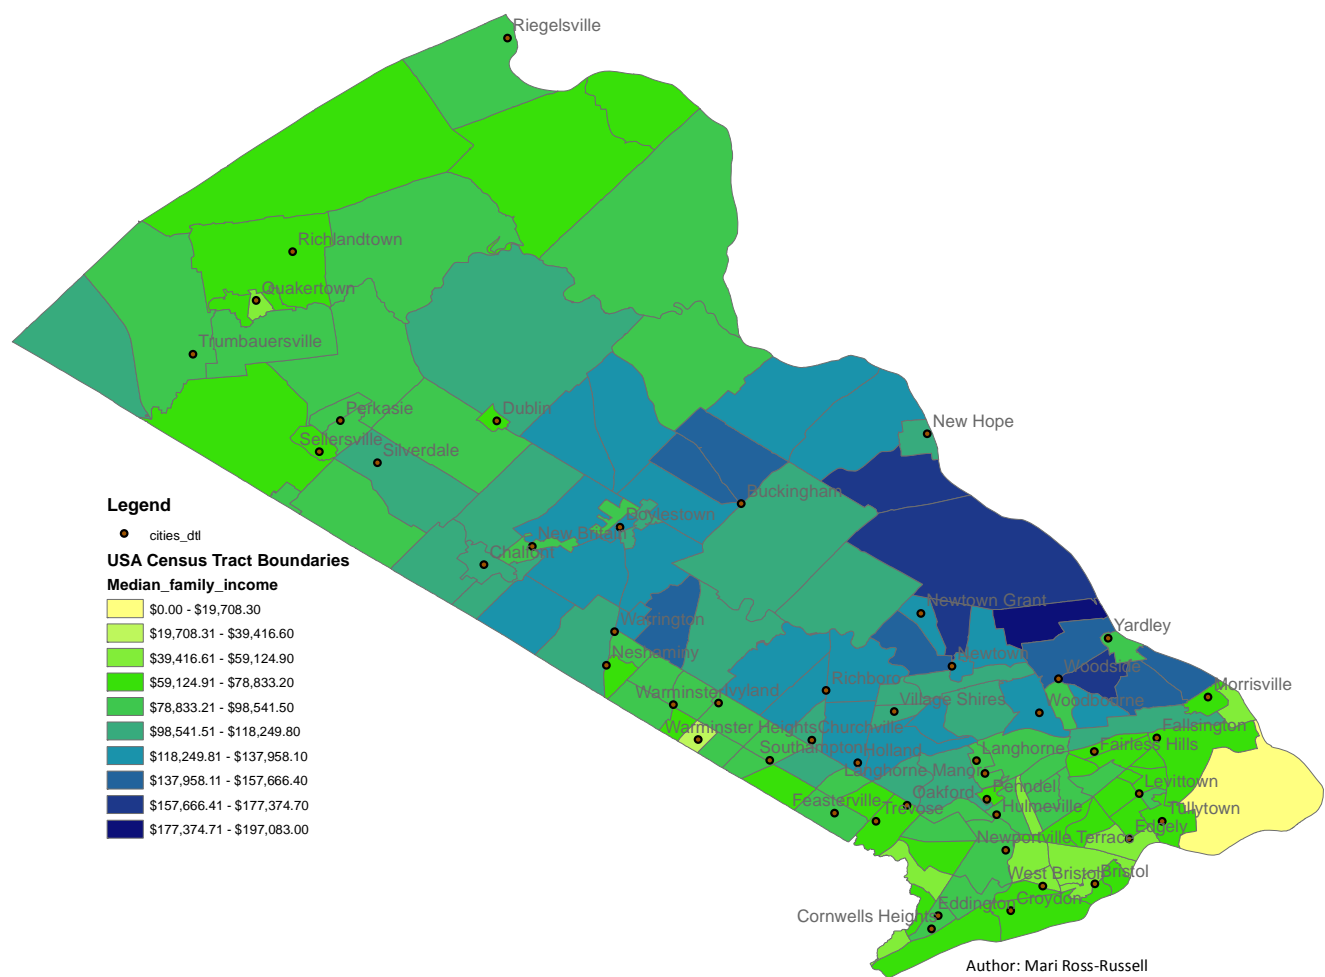 Riegelsville
Richlandtown
Quakertown
Trumbauersville
Perkasie
Dublin
New Hope
Sellersville
Silverdale
Buckingham
Legend
cities_dtl
USA Census Tract Boundaries
Median_family_income
$0.00 - $19,708.30
$19,708.31 - $39,416.60
$39,416.61 - $59,124.90
$59,124.91 - $78,833.20
$78,833.21 - $98,541.50
$98,541.51 - $118,249.80
$118,249.81 - $137,958.10
$137,958.11 - $157,666.40
$157,666.41 - $177,374.70
$177,374.71 - $197,083.00
Doylestown
New Britain
Chalfont
Newtown Grant
Warrington
Yardley
Neshaminy
Newtown
Woodside
Richboro
Warminster
Ivyland
Village Shires
Woodbourne
Morrisville
Warminster Heights
Churchville
Fallsington
Southampton
Holland
Langhorne
Fairless Hills
Langhorne Manor
Penndel
Levittown
Feasterville
Oakford
Trevose
Hulmeville
Tullytown
Newportville Terrace
Edgely
West Bristol
Bristol
Eddington
Croydon
Cornwells Heights
Author: Mari Ross-Russell